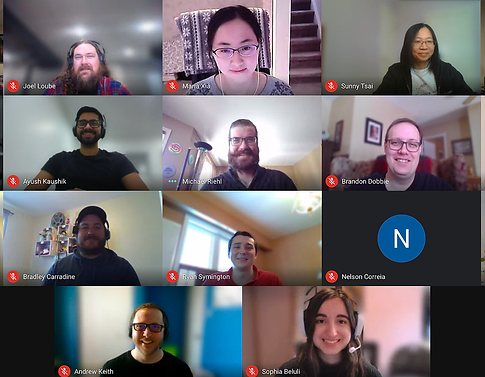 Joel Loube
Maria Xia
Sunny Tsai
Ayush Kaushik
Michael Riehl
Brandon Dobbie
Bradley Carradine
Ryan Symington
N
Nelson Correia
Andrew Keith
Sophia Beluli